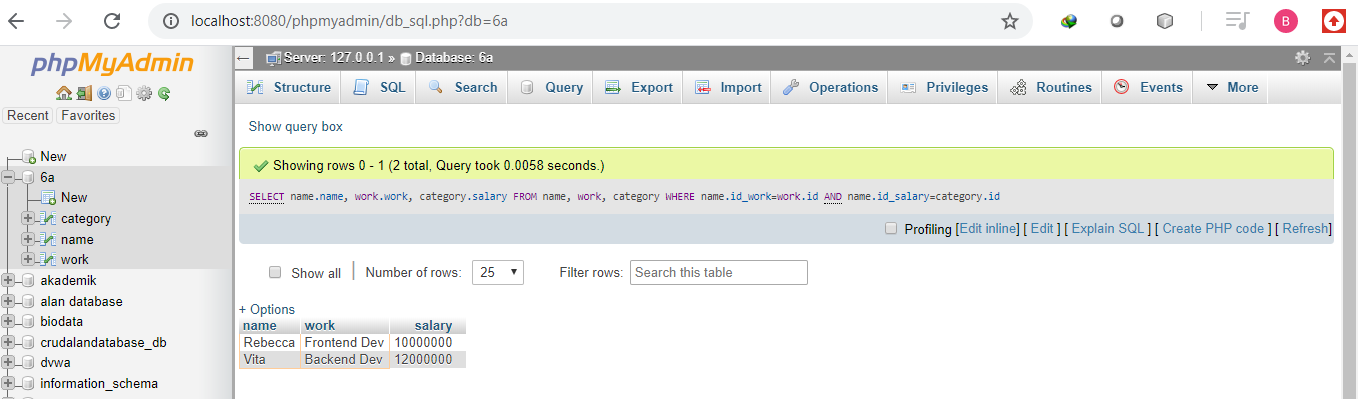 localhost:8080/phpmyadmin/db_sql.php?db=6a
B
phpMyAdmin
Recent Favorites
New
6a
New
category
name
work
akademik
alan database
biodata
crudalandatabase_db
dvwa
information_schema
Server: 127.0.0.1 » Database: 6a
Structure SQL Search Query Export Import Operations Privileges Routines Events More
Show query box
Showing rows 0 - 1 (2 total, Query took 0.0058 seconds.)
SELECT name.name, work.work, category.salary FROM name, work, category WHERE name.id_work=work.id AND name.id_salary=category.id
Profiling [Edit inline] [ Edit ] [ Explain SQL ] [ Create PHP code ] [ Refresh]
Show all | Number of rows: 25 Filter rows: Search this table
+ Options
name work salary
Rebecca Frontend Dev 10000000
Vita Backend Dev 12000000